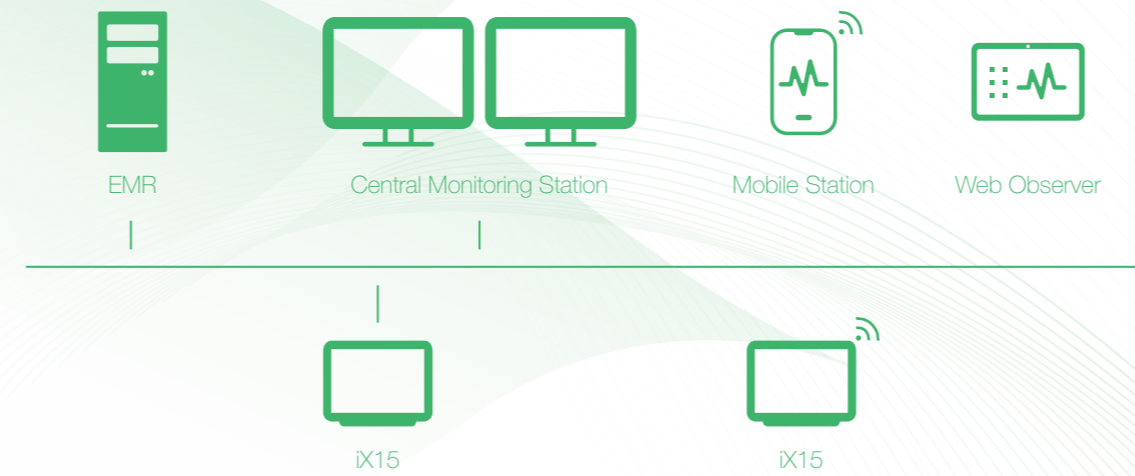 EMR
Central Monitoring Station
Mobile Station
Web Observer
iX15
iX15